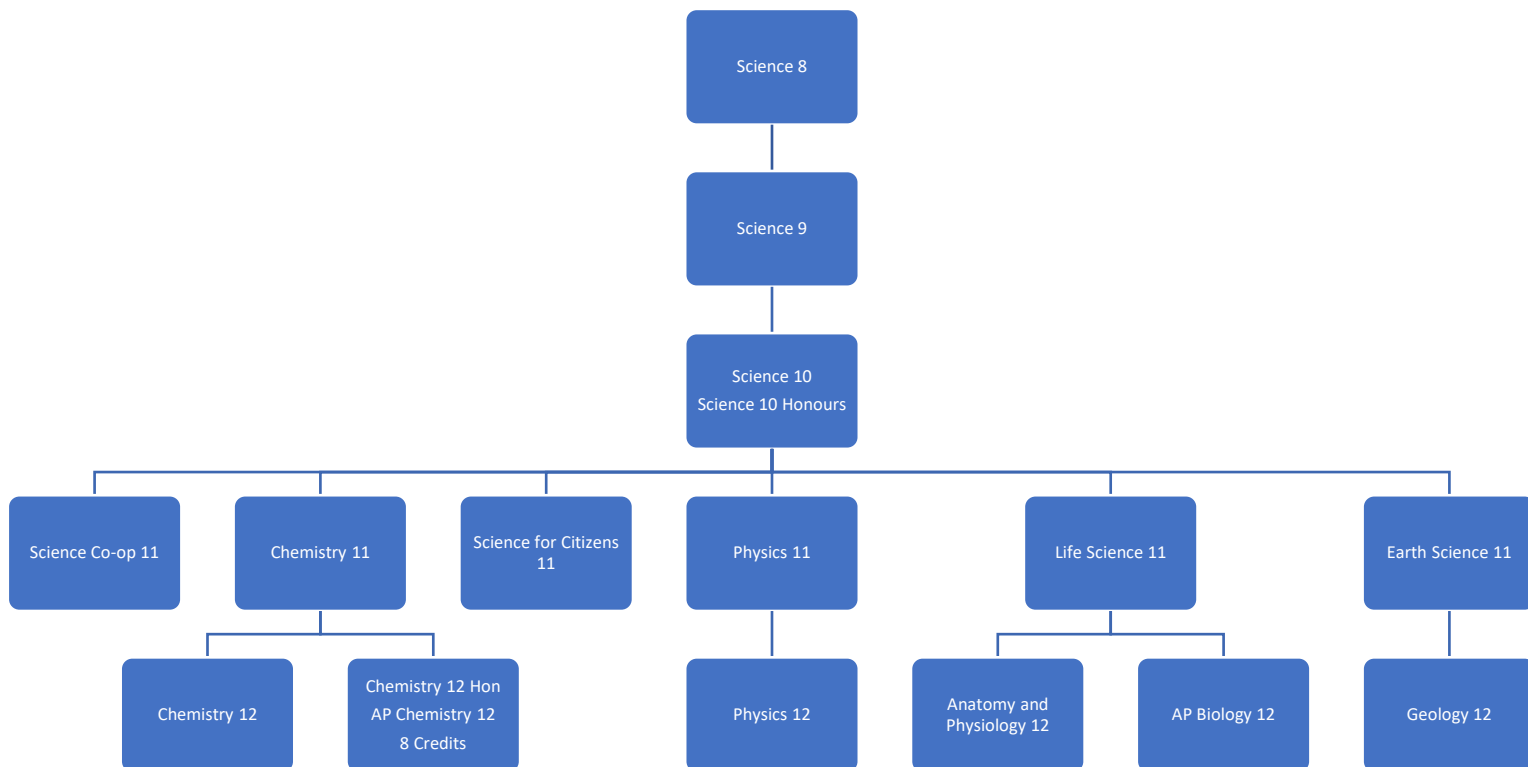 Science 8
Science 9
Science 10
Science 10 Honours
Science Co-op 11
Chemistry 11
Science for Citizens
11
Physics 11
Life Science 11
Earth Science 11
Chemistry 12
Chemistry 12 Hon
AP Chemistry 12
8 Credits
Physics 12
Anatomy and
Physiology 12
AP Biology 12
Geology 12